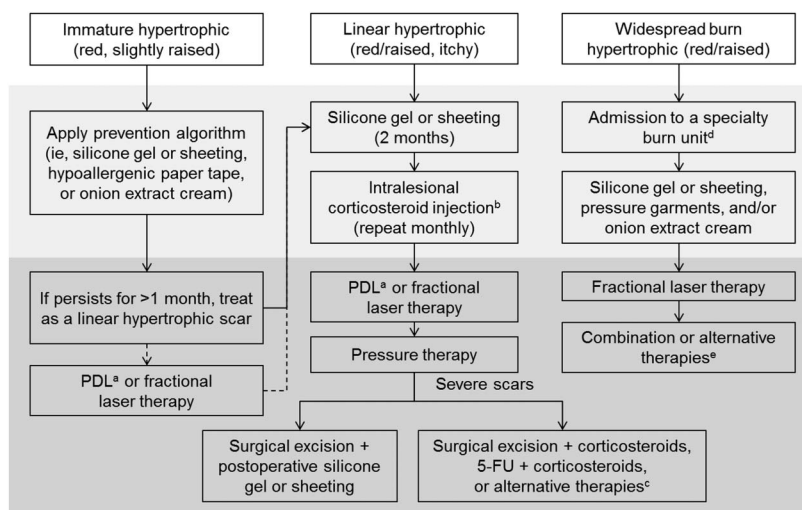 Immature hypertrophic
(red, slightly raised)
Linear hypertrophic
(red/raised, itchy)
Widespread burn
hypertrophic (red/raised)
Apply prevention algorithm
(ie, silicone gel or sheeting,
hypoallergenic paper tape,
or onion extract cream)
Silicone gel or sheeting
(2 months)
Admission to a specialty
burn unitᵈ
Intralesional
corticosteroid injectionᵇ
(repeat monthly)
Silicone gel or sheeting,
pressure garments, and/or
onion extract cream
If persists for >1 month, treat
as a linear hypertrophic scar
PDLᵃ or fractional
laser therapy
Fractional laser therapy
Pressure therapy
Combination or alternative
therapiesᵉ
PDLᵃ or fractional
laser therapy
Severe scars
Surgical excision +
postoperative silicone
gel or sheeting
Surgical excision + corticosteroids,
5-FU + corticosteroids,
or alternative therapiesᶜ